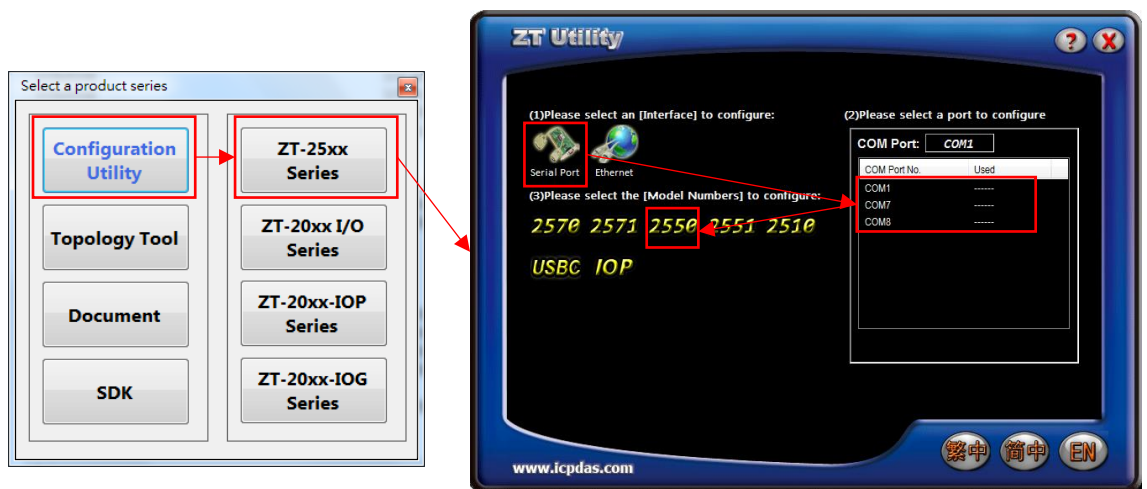 Select a product series
Configuration
Utility
ZT-25xx
Series
Topology Tool
ZT-20xx I/O
Series
Document
ZT-20xx-IOP
Series
SDK
ZT-20xx-IOG
Series
ZT Utility
(1)Please select an [Interface] to configure:
Serial Port
Ethernet
(2)Please select a port to configure
COM Port: COM1
COM Port No. Used
COM1 ------
COM7 ------
COM8 ------
(3)Please select the [Model Numbers] to configure:
2570 2571 2550 2551 2510
USBC IOP
www.icpdas.com
繁中 简中 EN